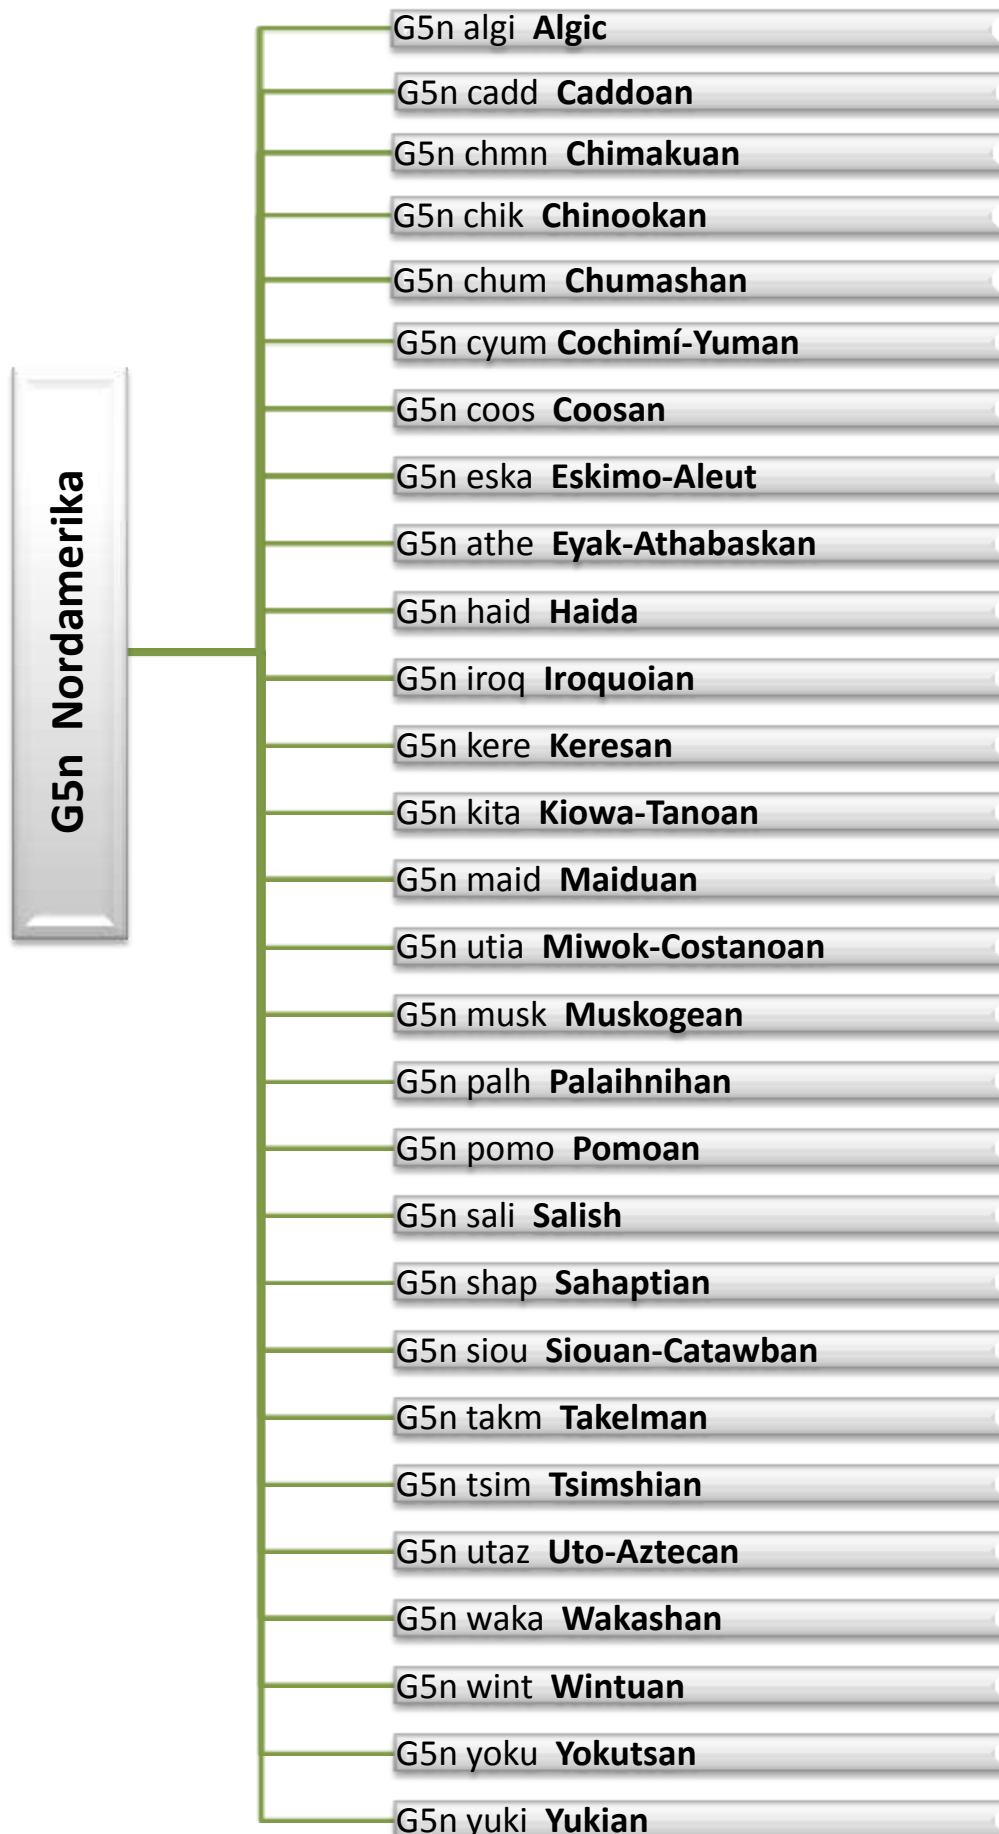 G5n Nordamerika
G5n algi Algic
G5n cadd Caddoan
G5n chmn Chimakuan
G5n chik Chinookan
G5n chum Chumashan
G5n cyum Cochimí-Yuman
G5n coos Coosan
G5n eska Eskimo-Aleut
G5n athe Eyak-Athabaskan
G5n haid Haida
G5n iroq Iroquoian
G5n kere Keresan
G5n kita Kiowa-Tanoan
G5n maid Maiduan
G5n utia Miwok-Costanoan
G5n musk Muskogean
G5n palh Palaihnihan
G5n pomo Pomoan
G5n sali Salish
G5n shap Sahaptian
G5n siou Siouan-Catawban
G5n takm Takelman
G5n tsim Tsimshian
G5n utaz Uto-Aztecan
G5n waka Wakashan
G5n wint Wintuan
G5n yoku Yokutsan
G5n yuki Yukian